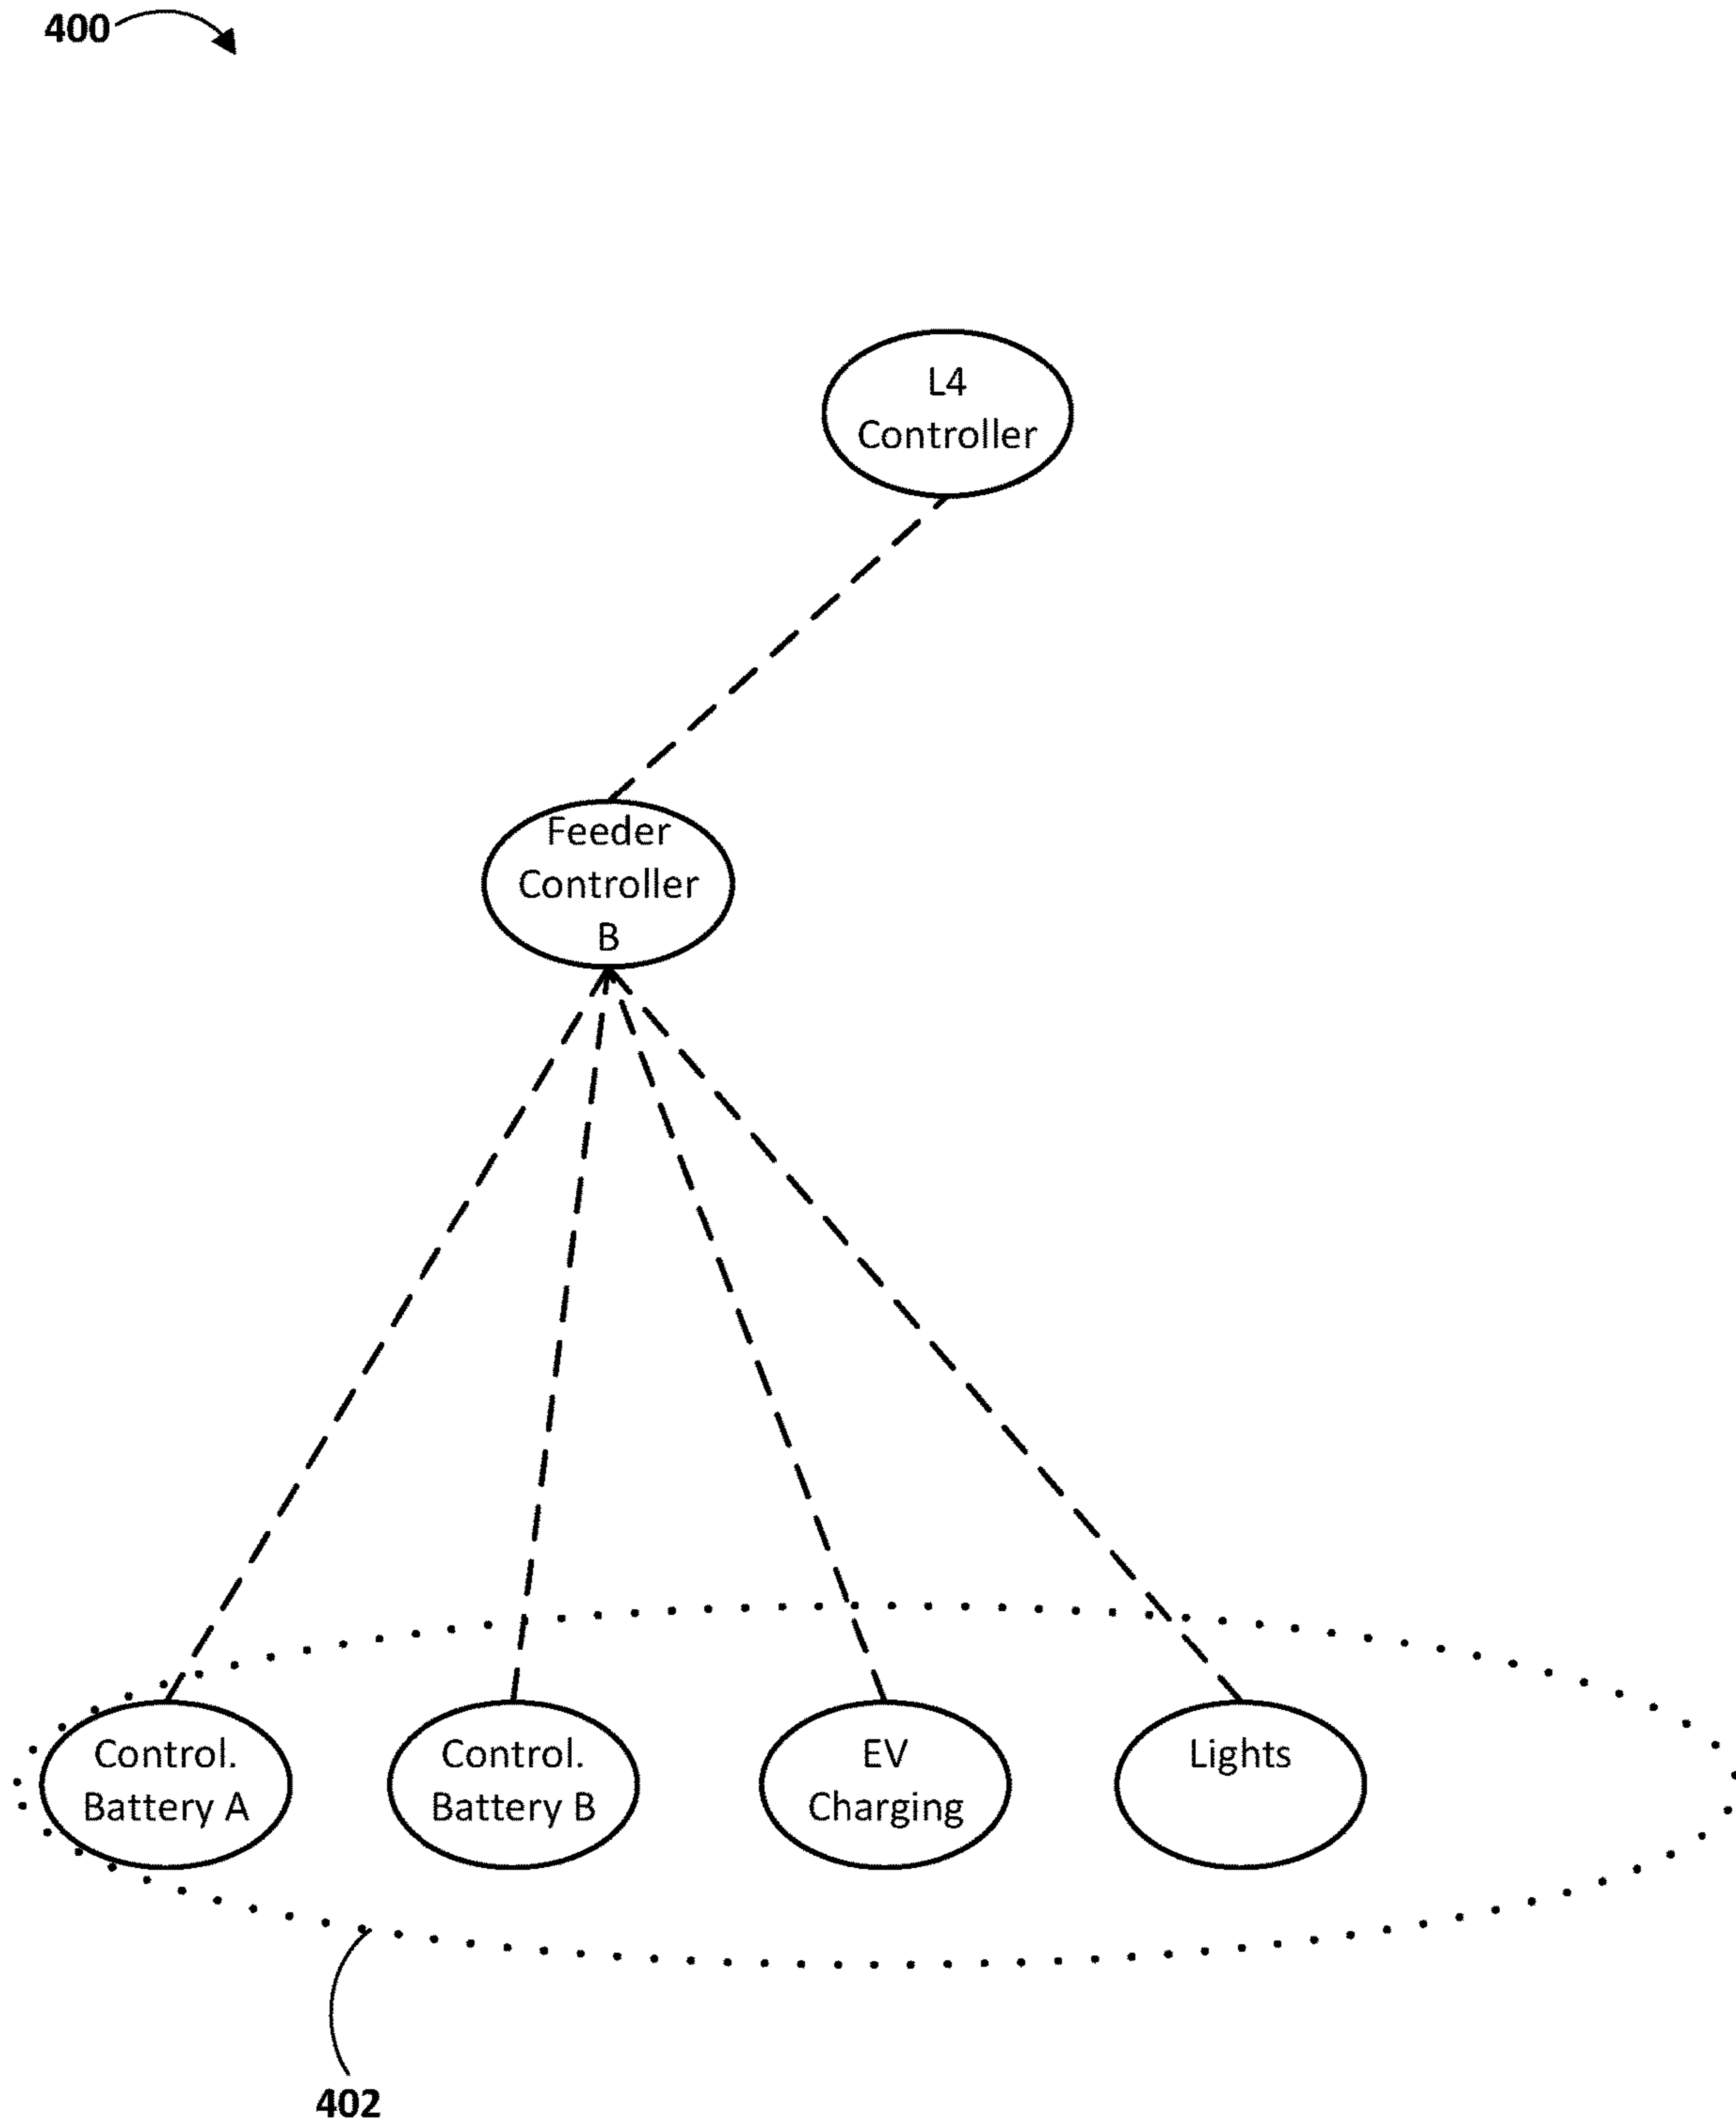 400
L4
Controller
Feeder
Controller
B
Control.
Battery A
Control.
Battery B
EV
Charging
Lights
402